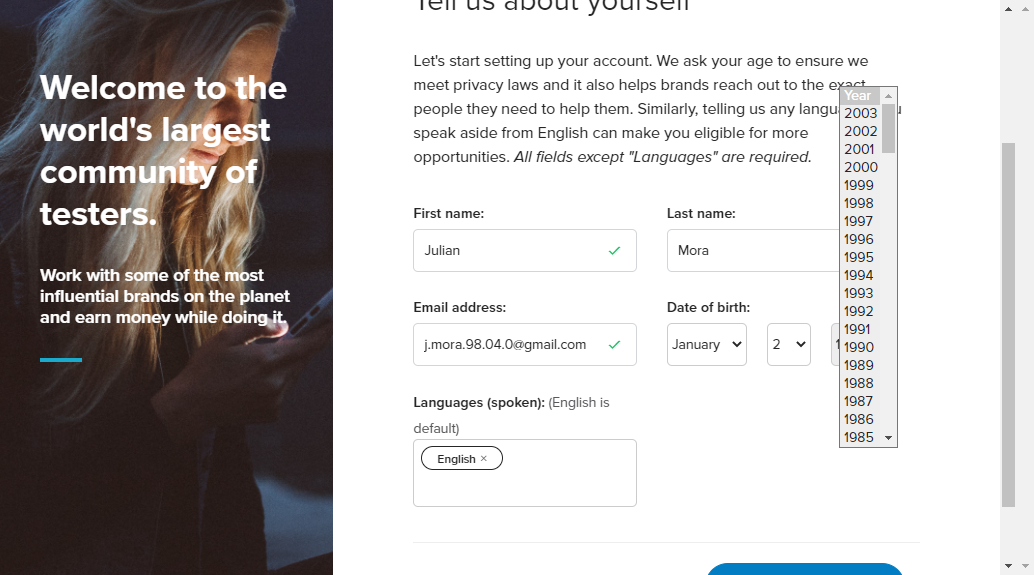 Tell us about yourself
Welcome to the
world's largest
community of
testers.
Work with some of the most
influential brands on the planet
and earn money while doing it.
Let's start setting up your account. We ask your age to ensure we
meet privacy laws and it also helps brands reach out to the exact
people they need to help them. Similarly, telling us any
speak aside from English can make you eligible for more
opportunities. All fields except "Languages" are required.
First name:
Last name:
Julian
Mora
Email address:
Date of birth:
j.mora.98.04.0@gmail.com
January
2
Languages (spoken): (English is
default)
English ×
Year
2003
2002
2001
2000
1999
1998
1997
1996
1995
1994
1993
1992
1991
1990
1989
1988
1987
1986
1985